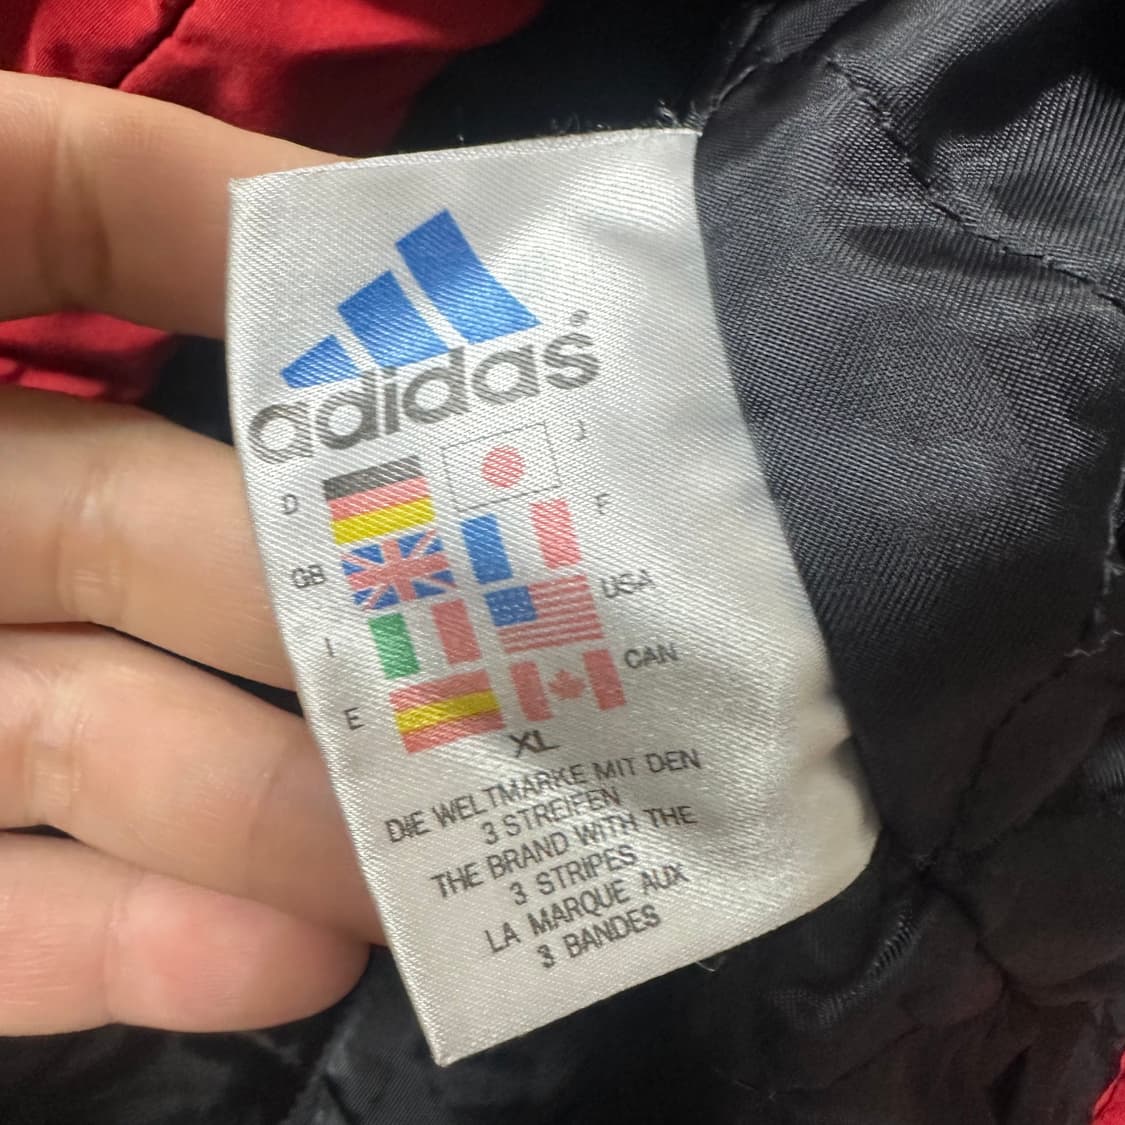 adidas®
D
J
GB
F
I
USA
E
CAN
XL
DIE WELTMARKE MIT DEN
3 STREIFEN
THE BRAND WITH THE
3 STRIPES
LA MARQUE AUX
3 BANDES